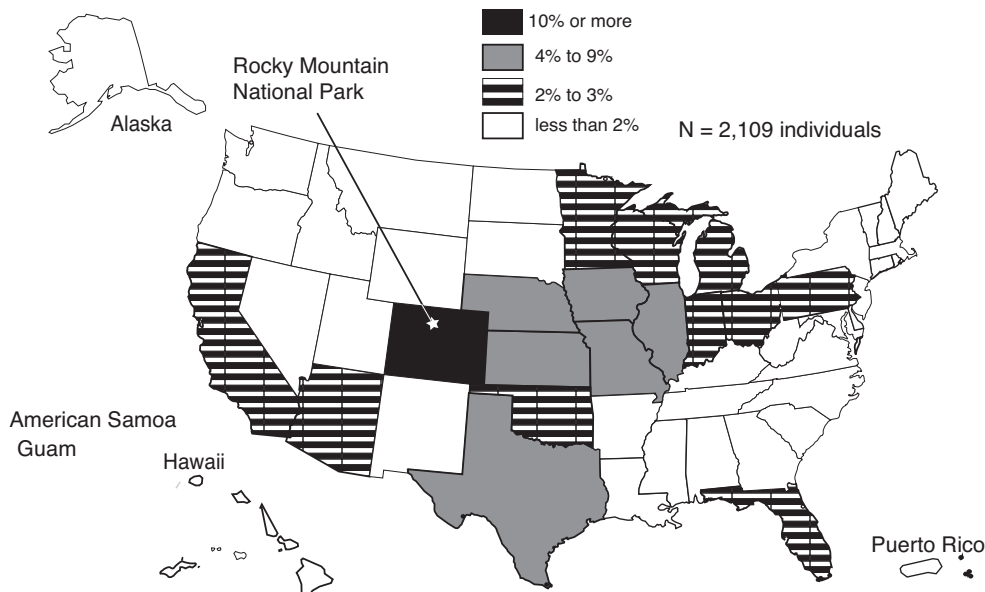 10% or more
4% to 9%
2% to 3%
less than 2%
N = 2,109 individuals
Rocky Mountain
National Park
Alaska
American Samoa
Guam
Hawaii
Puerto Rico